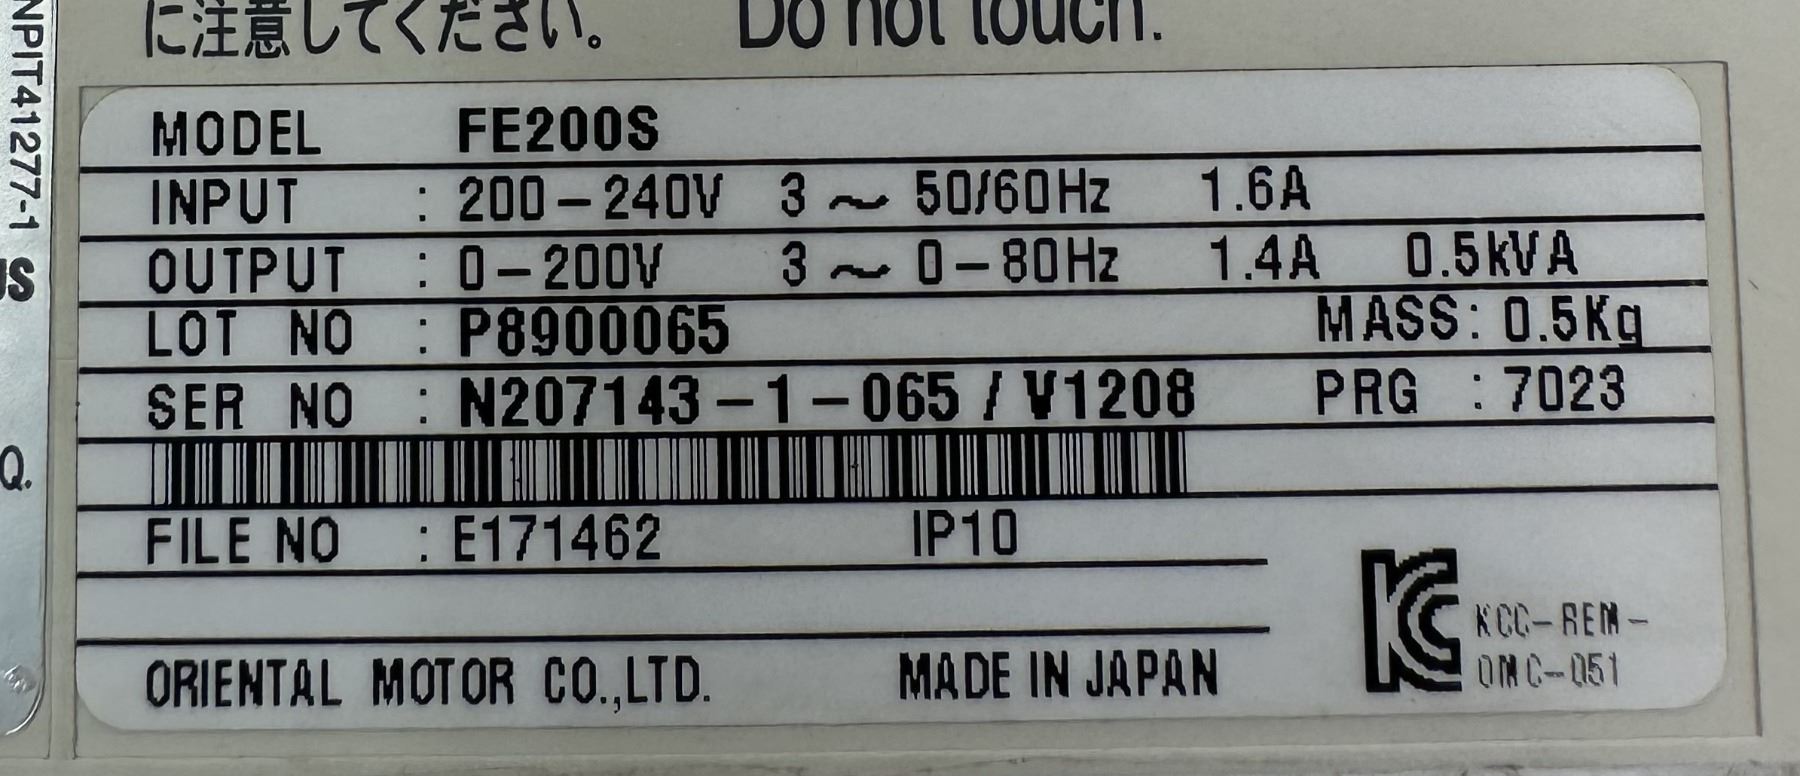 に注意してください。 Do not touch.
NPIT41277-1
US
Q.
MODEL FE200S
INPUT : 200-240V 3～ 50/60Hz 1.6A
OUTPUT : 0-200V 3～ 0-80Hz 1.4A 0.5kVA
LOT NO : P8900065 MASS: 0.5Kg
SER NO : N207143-1-065/V1208 PRG : 7023
FILE NO : E171462 IP10
KCC-REM-
OMC-051
ORIENTAL MOTOR CO.,LTD. MADE IN JAPAN